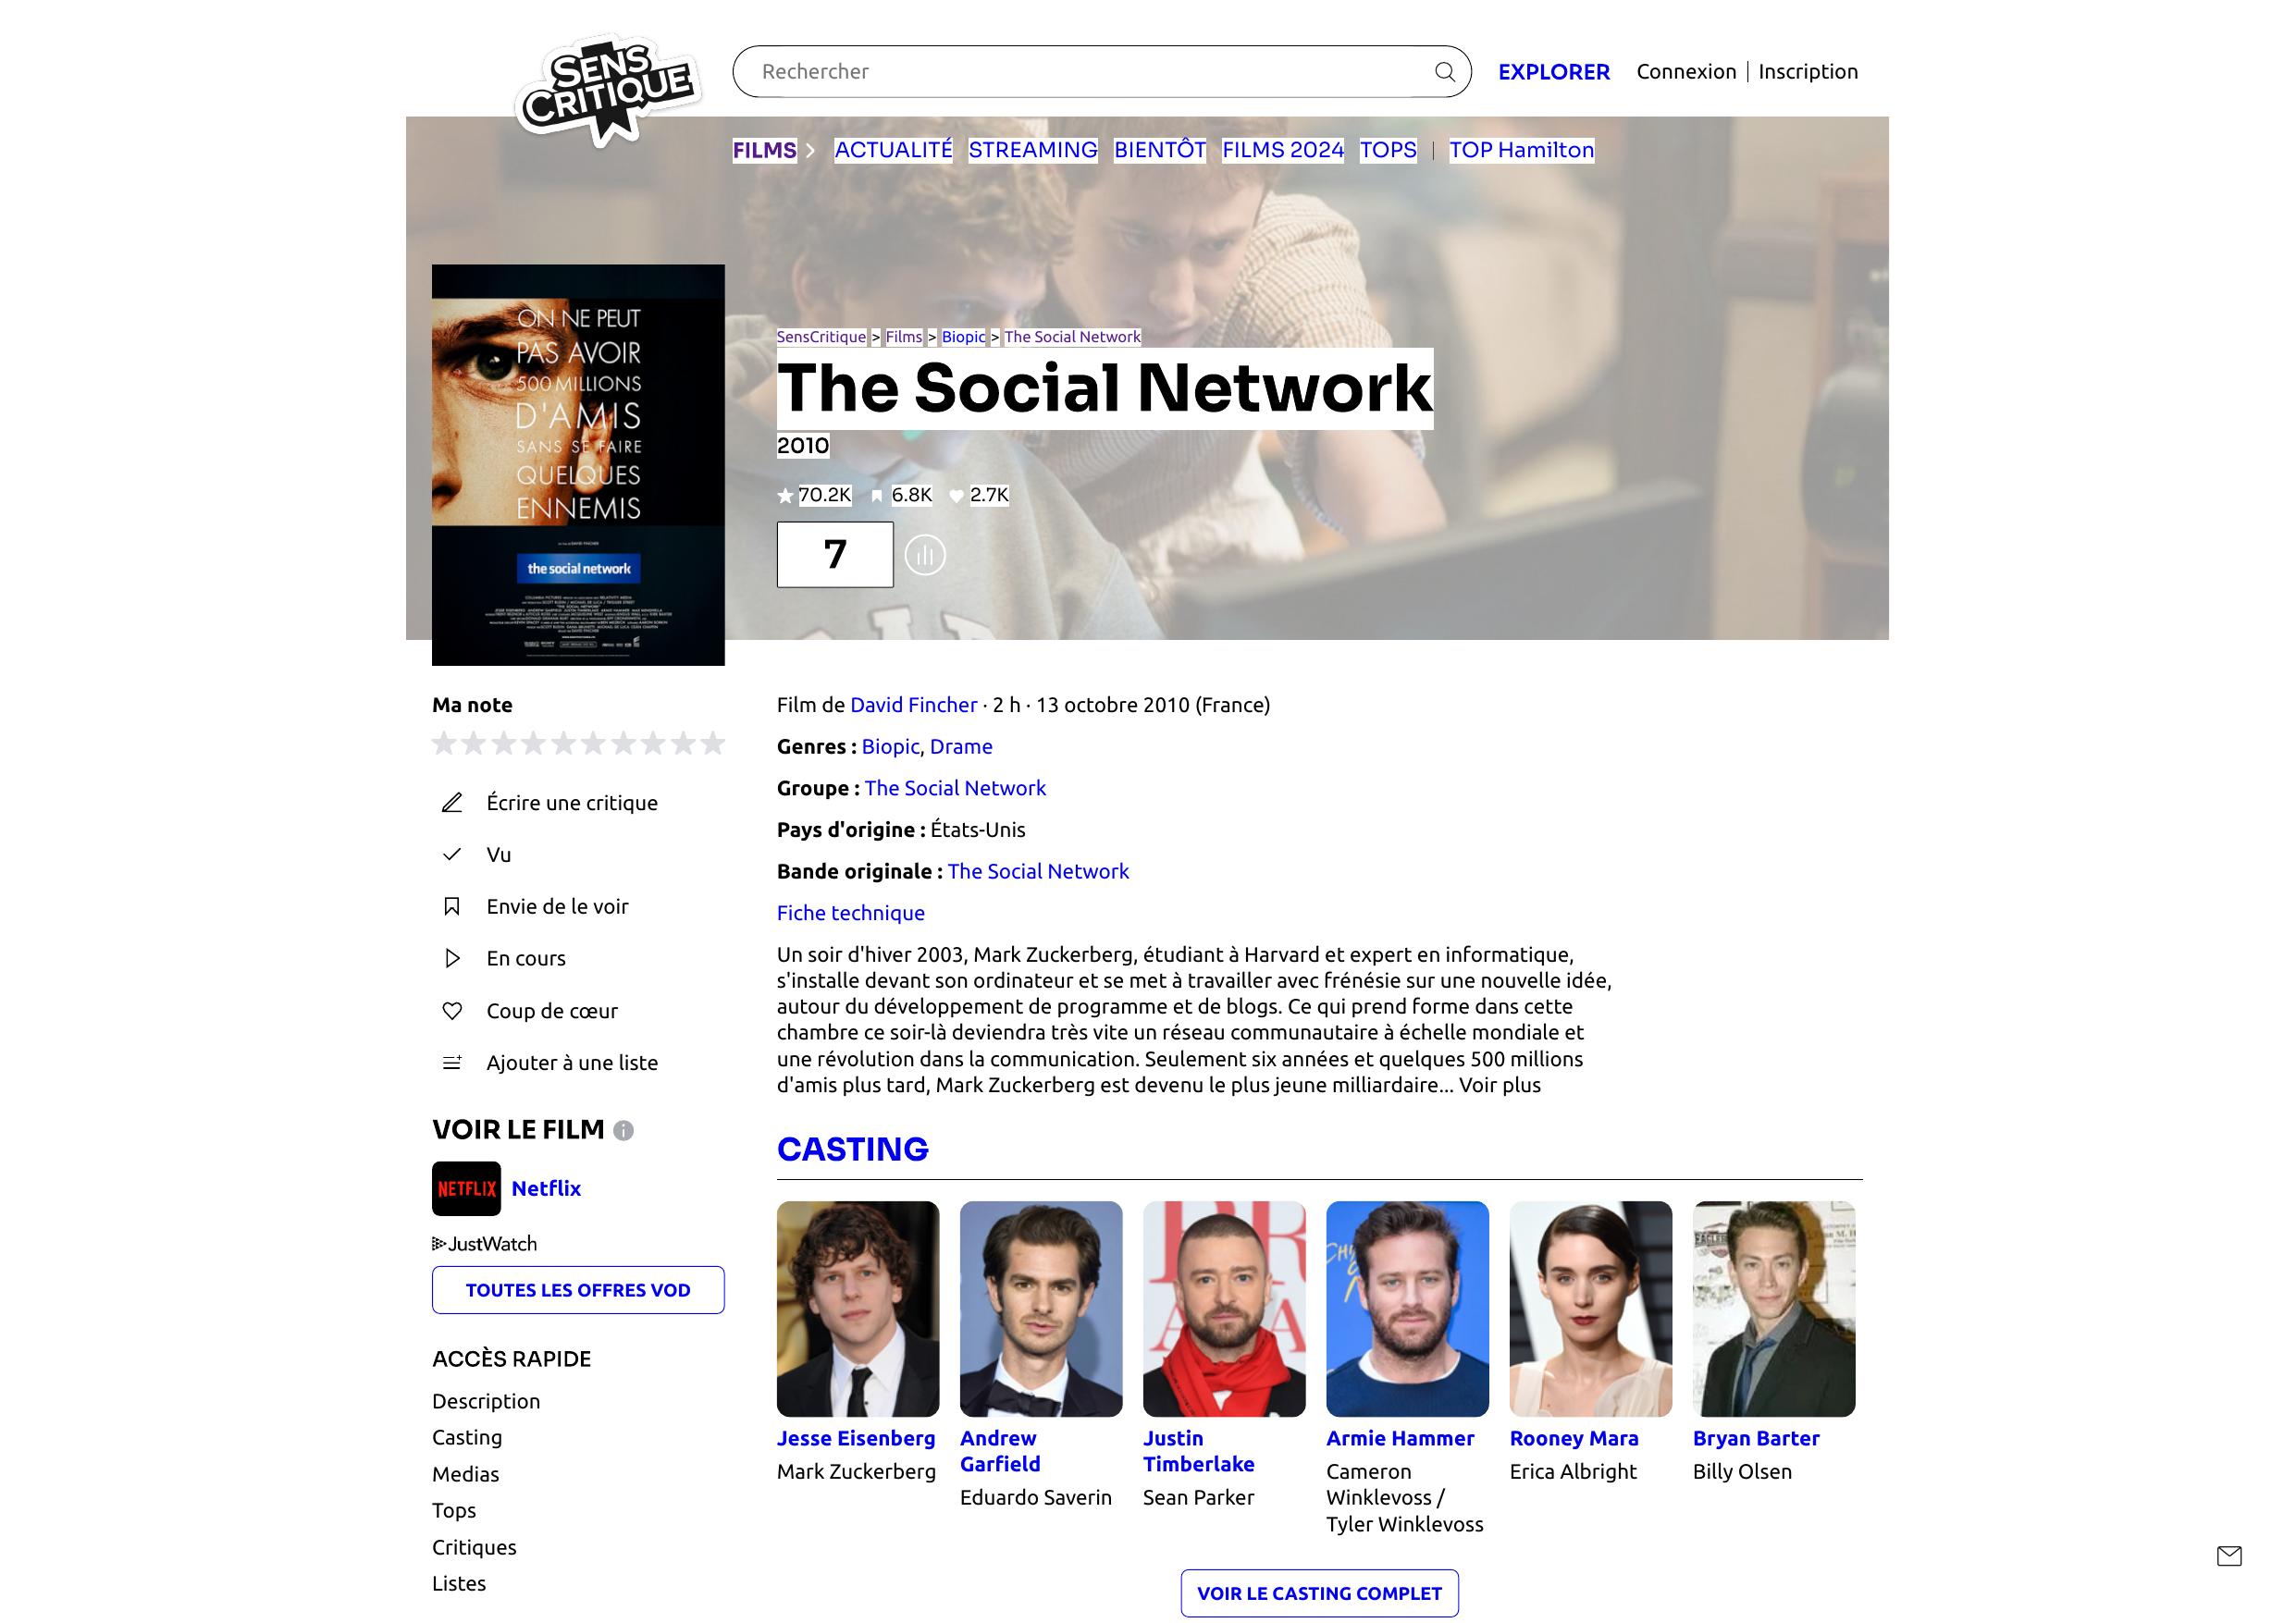 SENS
CRITIQUE
Rechercher
EXPLORER
Connexion | Inscription
FILMS
ACTUALITÉ
STREAMING
BIENTÔT
FILMS 2024
TOPS
TOP Hamilton
ON NE PEUT
PAS AVOIR
500 MILLIONS
D'AMIS
SANS SE FAIRE
QUELQUES
ENNEMIS
the social network
SensCritique > Films > Biopic > The Social Network
The Social Network
2010
70.2K 6.8K 2.7K
7
Ma note
Écrire une critique
Vu
Envie de le voir
En cours
Coup de cœur
Ajouter à une liste
VOIR LE FILM
NETFLIX
Netflix
JustWatch
TOUTES LES OFFRES VOD
ACCÈS RAPIDE
Description
Casting
Medias
Tops
Critiques
Listes
Film de David Fincher · 2 h · 13 octobre 2010 (France)
Genres : Biopic, Drame
Groupe : The Social Network
Pays d'origine : États-Unis
Bande originale : The Social Network
Fiche technique
Un soir d'hiver 2003, Mark Zuckerberg, étudiant à Harvard et expert en informatique,
s'installe devant son ordinateur et se met à travailler avec frénésie sur une nouvelle idée,
autour du développement de programme et de blogs. Ce qui prend forme dans cette
chambre ce soir-là deviendra très vite un réseau communautaire à échelle mondiale et
une révolution dans la communication. Seulement six années et quelques 500 millions
d'amis plus tard, Mark Zuckerberg est devenu le plus jeune milliardaire... Voir plus
CASTING
Jesse Eisenberg
Mark Zuckerberg
Andrew
Garfield
Eduardo Saverin
Justin
Timberlake
Sean Parker
Armie Hammer
Cameron
Winklevoss /
Tyler Winklevoss
Rooney Mara
Erica Albright
Bryan Barter
Billy Olsen
VOIR LE CASTING COMPLET